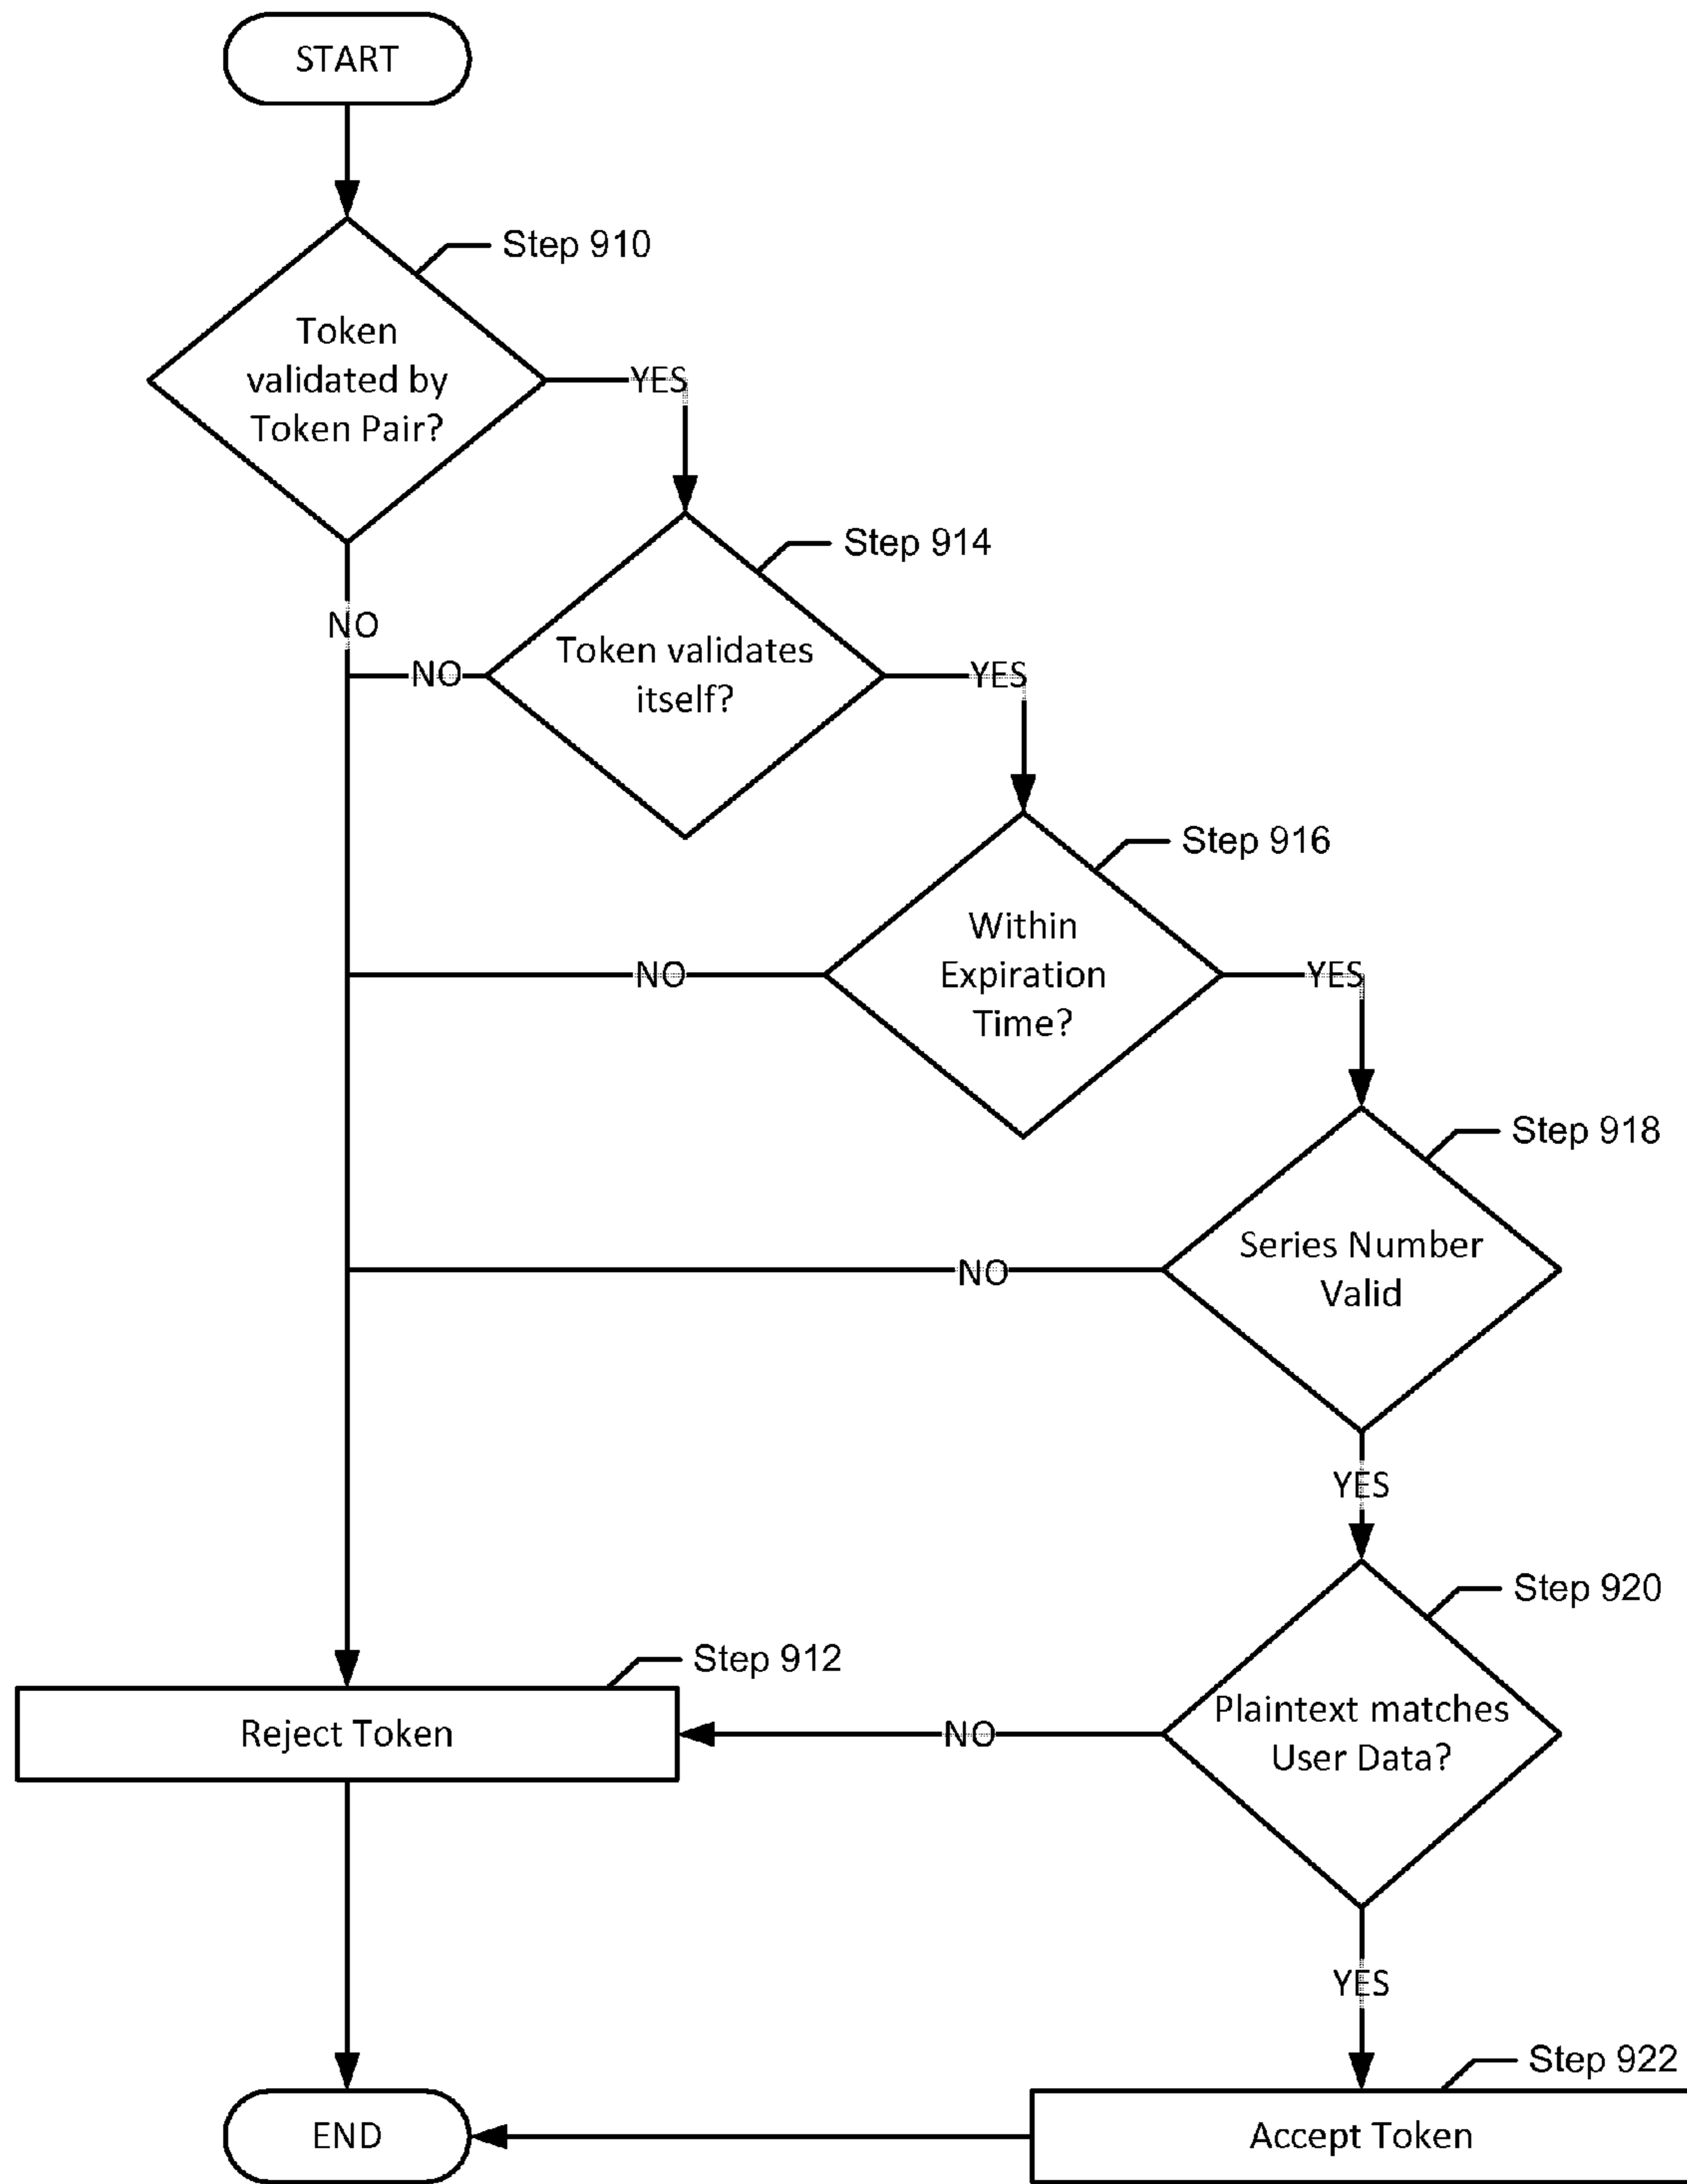 START
Step 910
Token
validated by
Token Pair?
YES
Step 914
NO
Token validates
itself?
NO
YES
Step 916
Within
Expiration
Time?
NO
YES
Step 918
Series Number
Valid
NO
YES
Step 920
Step 912
Plaintext matches
User Data?
Reject Token
NO
YES
Step 922
END
Accept Token